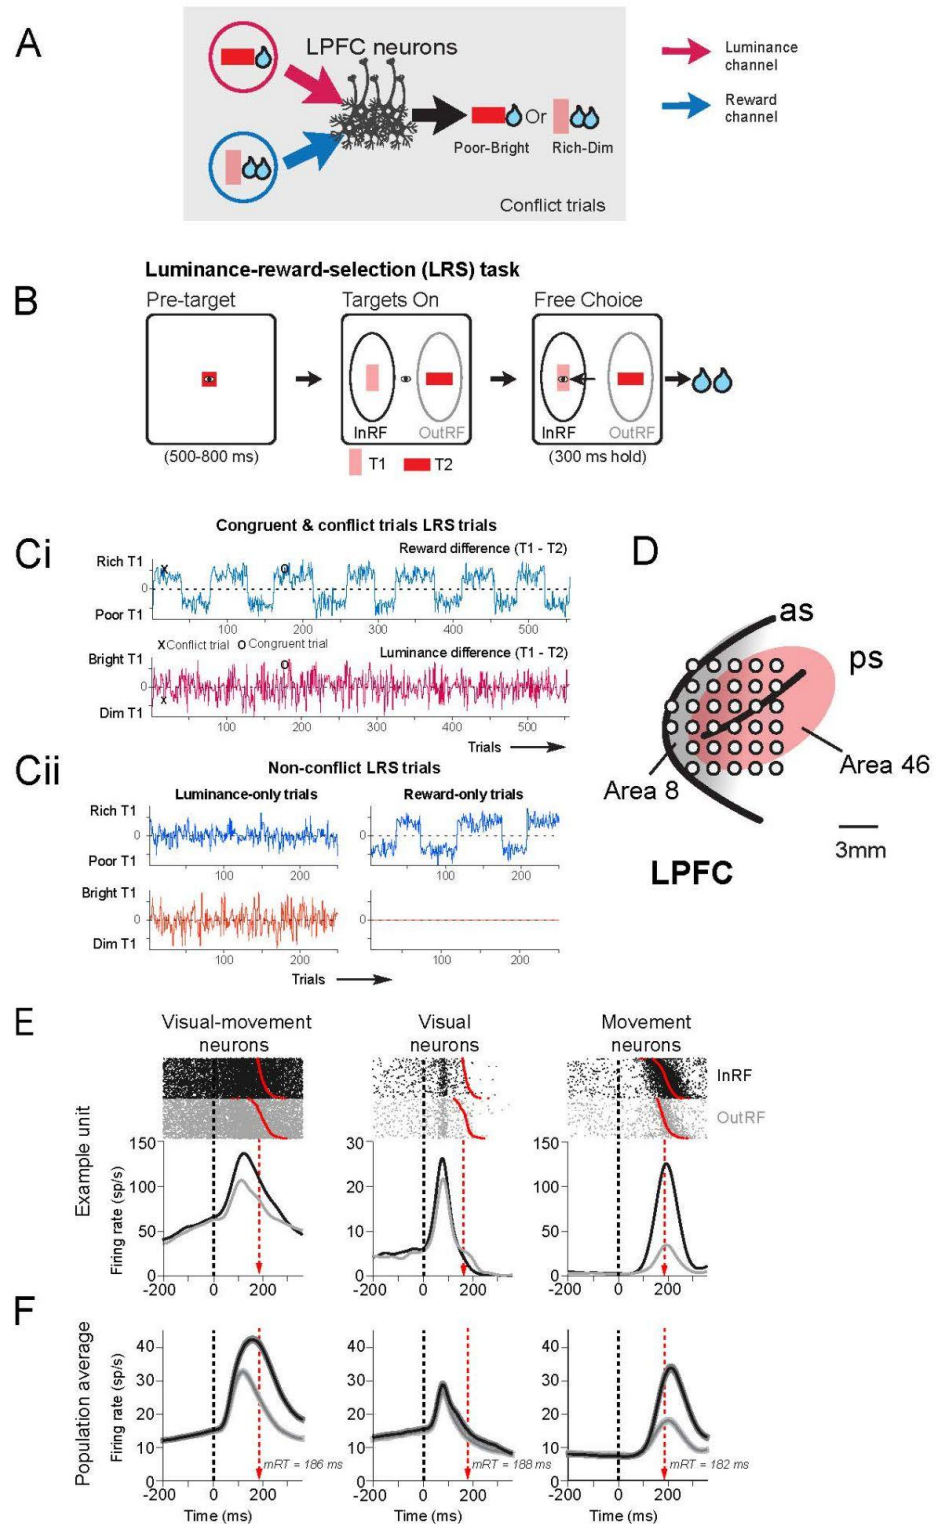 A
LPFC neurons
Luminance
channel
Reward
channel
Or
Poor-Bright
Rich-Dim
Conflict trials
Luminance-reward-selection (LRS) task
B
Pre-target
Targets On
Free Choice
InRF
OutRF
InRF
OutRF
(500-800 ms)
T1
T2
(300 ms hold)
Ci
Congruent & conflict trials LRS trials
Reward difference (T1 - T2)
Rich T1
x
o
0
Poor T1
100
200
300
400
500
x Conflict trial
o Congruent trial
Luminance difference (T1 - T2)
Bright T1
o
0
x
Dim T1
100
200
300
400
500
Trials
Cii
Non-conflict LRS trials
Luminance-only trials
Reward-only trials
Rich T1
0
0
Poor T1
100
200
100
200
Bright T1
0
0
Dim T1
100
200
100
200
Trials
D
as
ps
Area 8
Area 46
3mm
LPFC
E
Visual-movement
neurons
Visual
neurons
Movement
neurons
InRF
OutRF
Example unit
Firing rate (sp/s)
150
100
50
0
-200
0
200
30
20
10
0
-200
0
200
150
100
50
0
-200
0
200
F
Population average
Firing rate (sp/s)
40
30
20
10
0
-200
0
200
mRT = 186 ms
Time (ms)
40
30
20
10
0
-200
0
200
mRT = 188 ms
Time (ms)
40
30
20
10
0
-200
0
200
mRT = 182 ms
Time (ms)